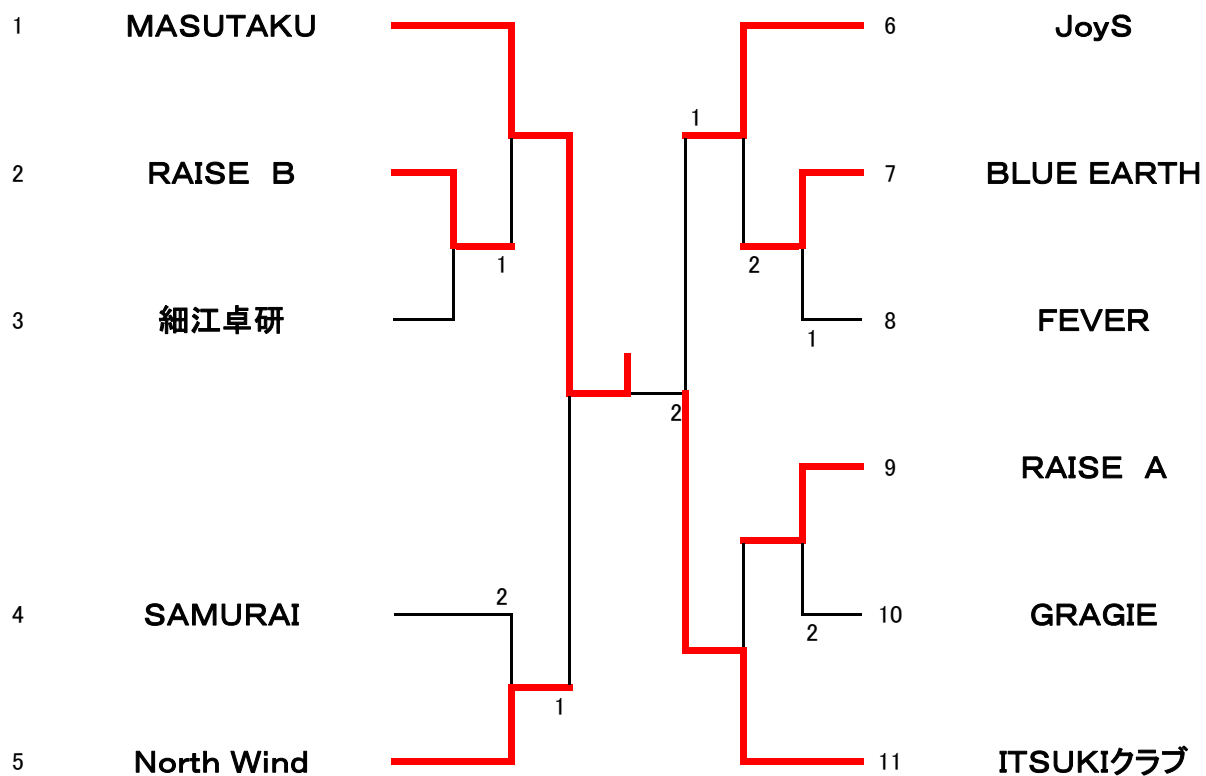 1 MASUTAKU
2 RAISE B
3 細江卓研
4 SAMURAI
5 North Wind
1
2
1
2
1
1
2
1
2
6 JoyS
7 BLUE EARTH
8 FEVER
9 RAISE A
10 GRAGIE
11 ITSUKIクラブ